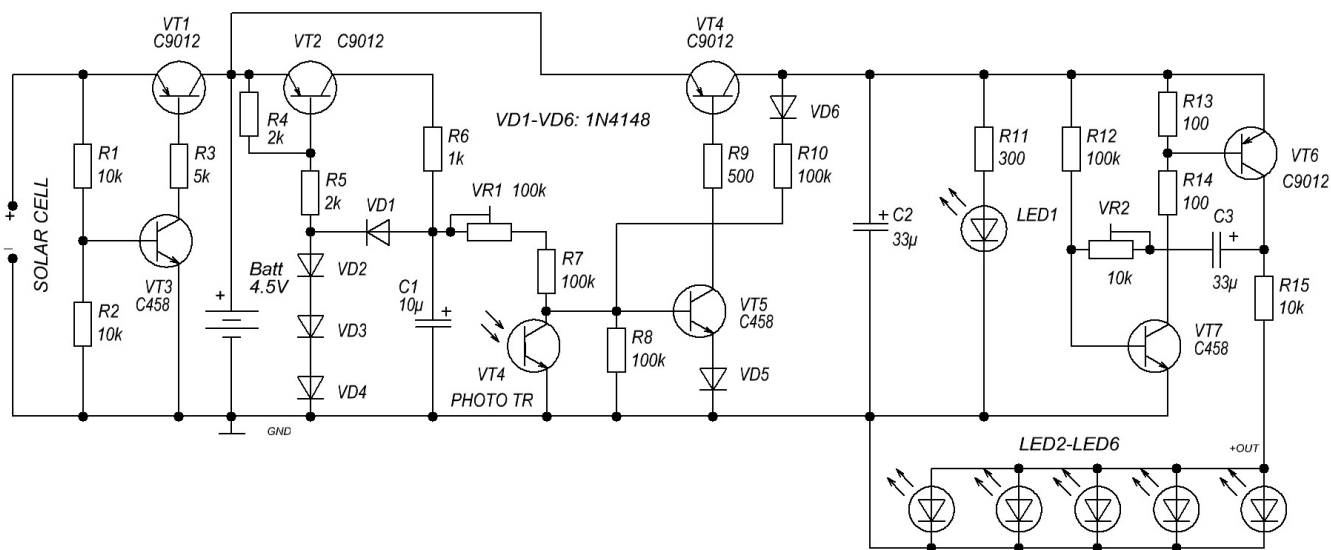 VT1
C9012
VT2 C9012
VT4
C9012
R4
2k
VD1-VD6: 1N4148
VD6
R13
100
R1
10k
R3
5k
R6
1k
R9
500
R10
100k
R11
300
R12
100k
VT6
C9012
R5
2k
VD1
VR1 100k
R14
100
+
SOLAR CELL
–
LED1
VR2
C3
+
+
C2
33µ
10k
33µ
VT3
C458
Batt
4.5V
VD2
R7
100k
R15
10k
R2
10k
+
C1
10µ
+
VD3
VT5
C458
R8
100k
VT7
C458
VT4
PHOTO TR
VD4
VD5
GND
LED2-LED6
+OUT